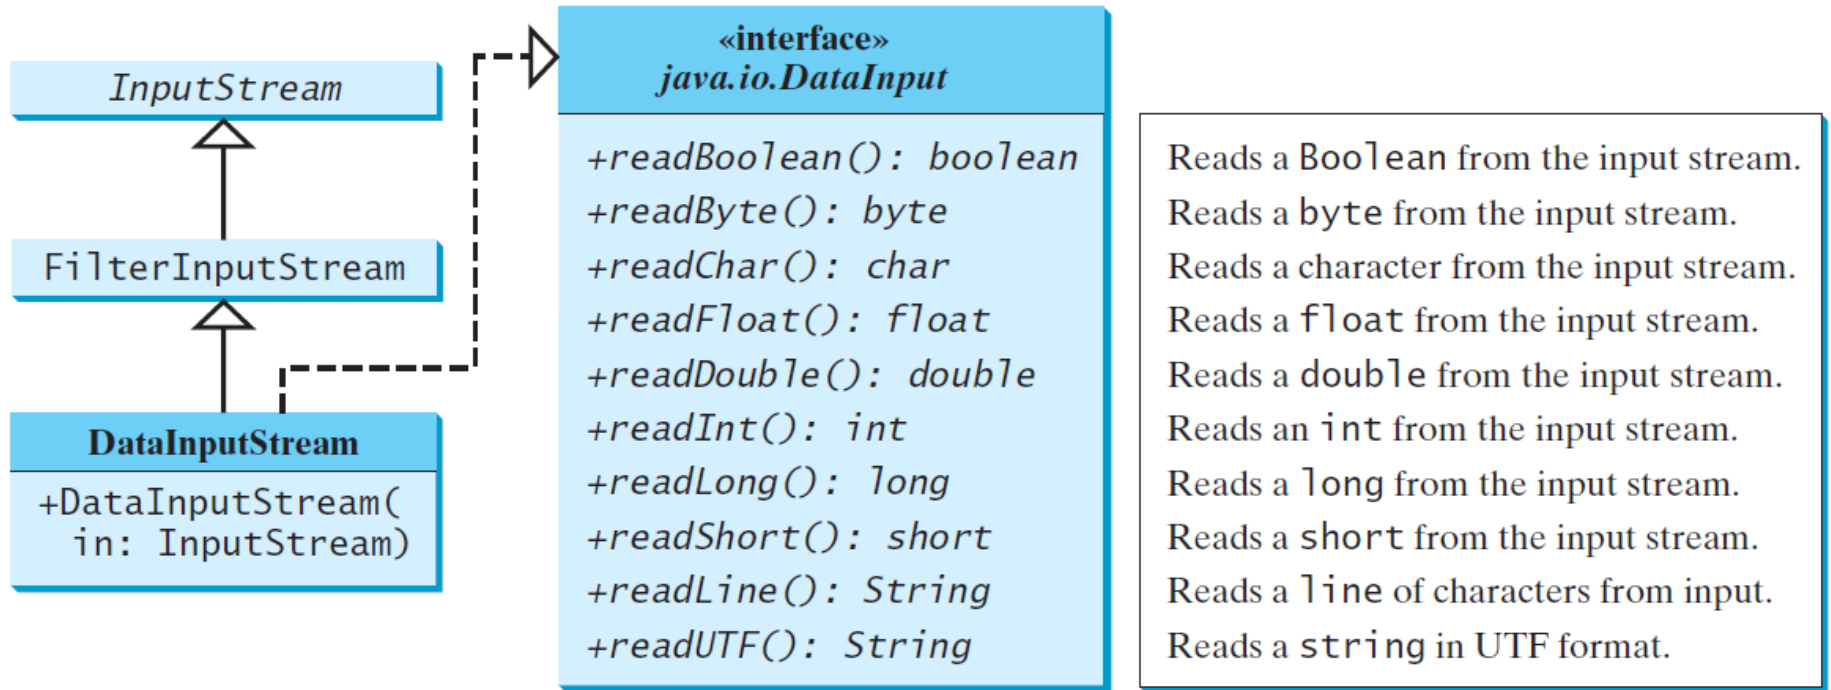 InputStream
FilterInputStream
DataInputStream
+DataInputStream(
in: InputStream)
«interface»
java.io.DataInput
+readBoolean(): boolean
+readByte(): byte
+readChar(): char
+readFloat(): float
+readDouble(): double
+readInt(): int
+readLong(): long
+readShort(): short
+readLine(): String
+readUTF(): String
Reads a Boolean from the input stream.
Reads a byte from the input stream.
Reads a character from the input stream.
Reads a float from the input stream.
Reads a double from the input stream.
Reads an int from the input stream.
Reads a long from the input stream.
Reads a short from the input stream.
Reads a line of characters from input.
Reads a string in UTF format.